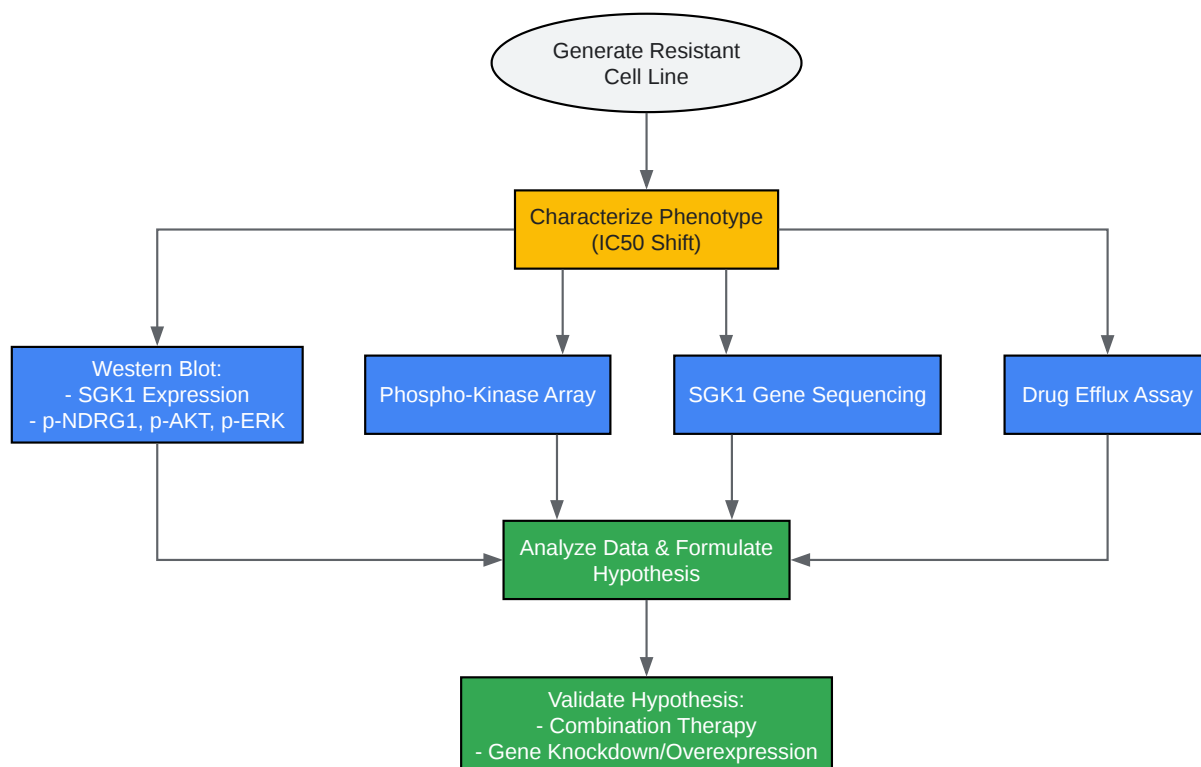 Generate Resistant
Cell Line
Characterize Phenotype
(IC50 Shift)
Western Blot:
- SGK1 Expression
- p-NDRG1, p-AKT, p-ERK
Phospho-Kinase Array
SGK1 Gene Sequencing
Drug Efflux Assay
Analyze Data & Formulate
Hypothesis
Validate Hypothesis:
- Combination Therapy
- Gene Knockdown/Overexpression